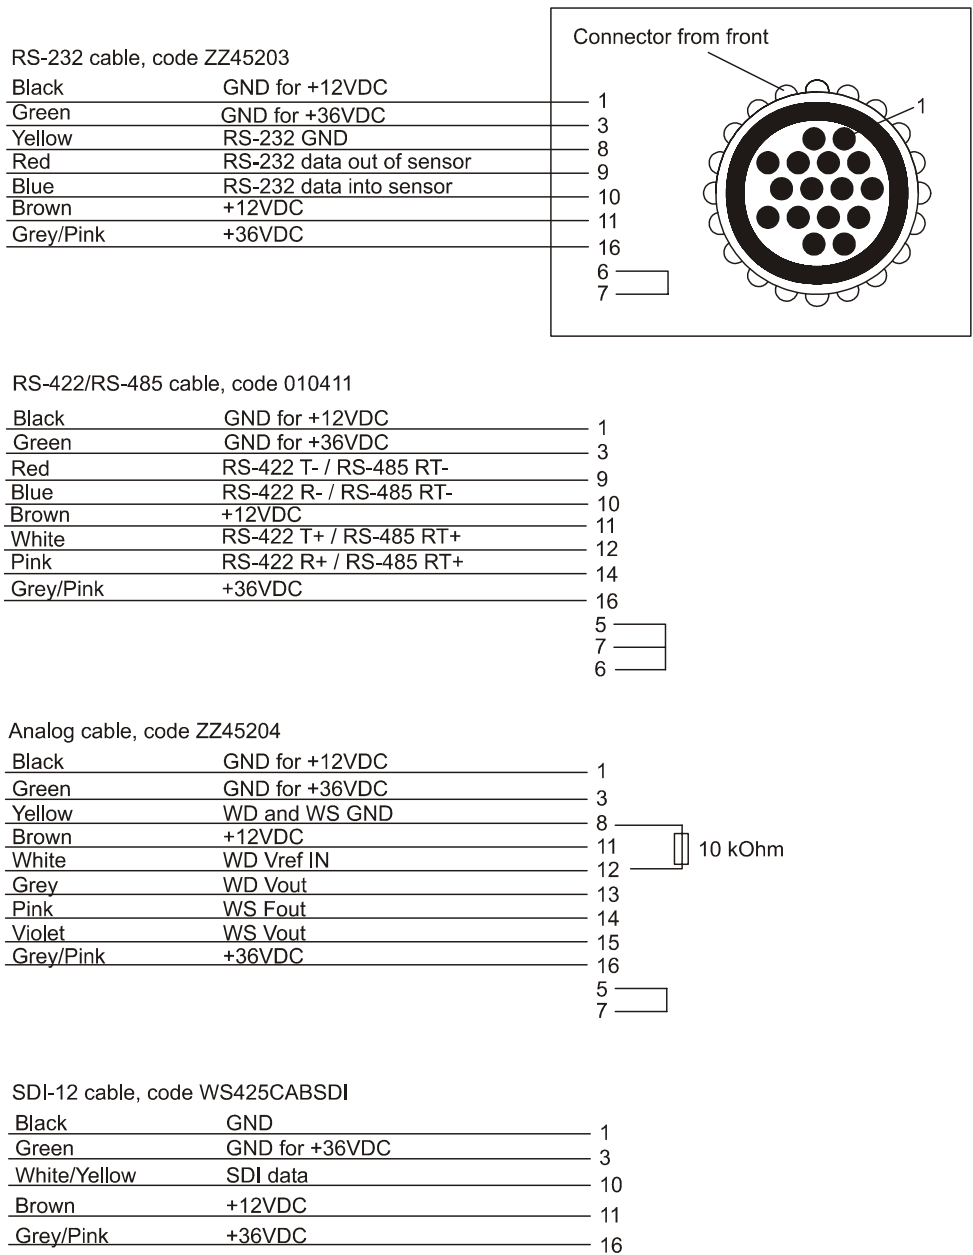 Connector from front
1
RS-232 cable, code ZZ45203
Black GND for +12VDC 1
Green GND for +36VDC 3
Yellow RS-232 GND 8
Red RS-232 data out of sensor 9
Blue RS-232 data into sensor 10
Brown +12VDC 11
Grey/Pink +36VDC 16
6
7
RS-422/RS-485 cable, code 010411
Black GND for +12VDC 1
Green GND for +36VDC 3
Red RS-422 T- / RS-485 RT- 9
Blue RS-422 R- / RS-485 RT- 10
Brown +12VDC 11
White RS-422 T+ / RS-485 RT+ 12
Pink RS-422 R+ / RS-485 RT+ 14
Grey/Pink +36VDC 16
5
7
6
Analog cable, code ZZ45204
Black GND for +12VDC 1
Green GND for +36VDC 3
Yellow WD and WS GND 8
Brown +12VDC 11
10 kOhm
White WD Vref IN 12
Grey WD Vout 13
Pink WS Fout 14
Violet WS Vout 15
Grey/Pink +36VDC 16
5
7
SDI-12 cable, code WS425CABSDI
Black GND 1
Green GND for +36VDC 3
White/Yellow SDI data 10
Brown +12VDC 11
Grey/Pink +36VDC 16